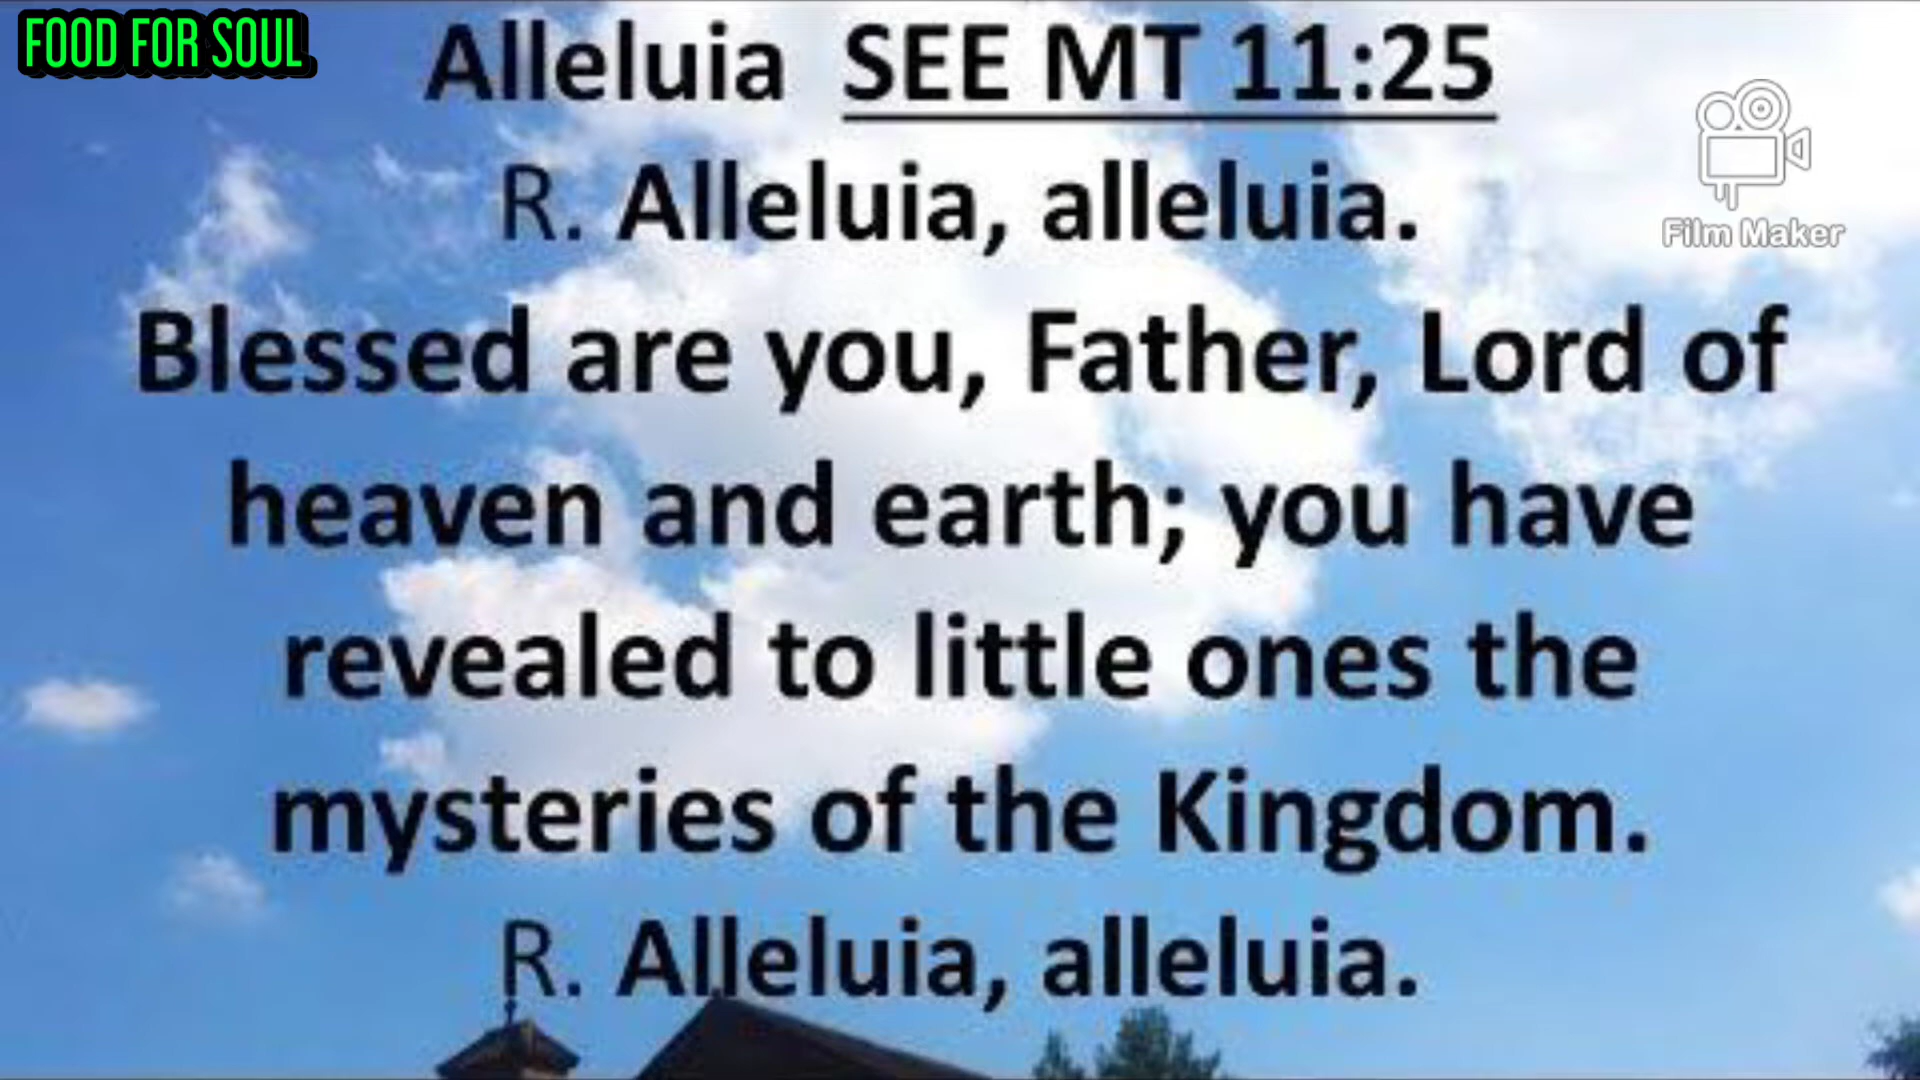 FOOD FOR SOUL
Alleluia SEE MT 11:25
R. Alleluia, alleluia.
Film Maker
Blessed are you, Father, Lord of
heaven and earth; you have
revealed to little ones the
mysteries of the Kingdom.
R. Alleluia, alleluia.